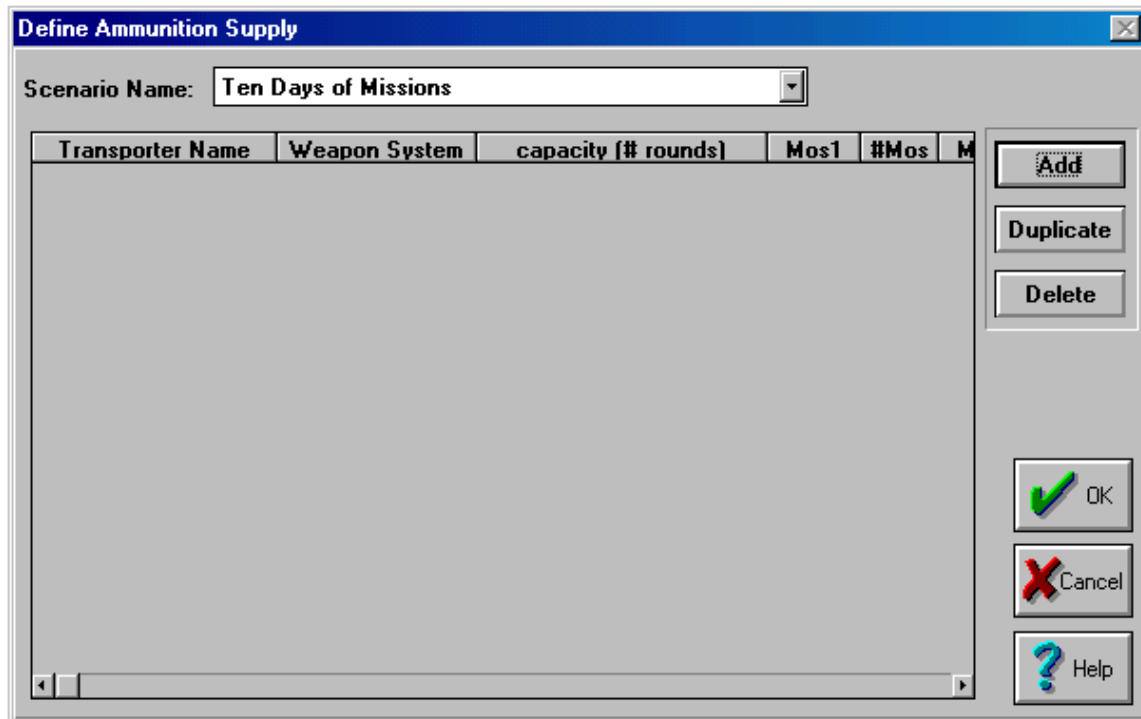 Define Ammunition Supply
Scenario Name: Ten Days of Missions
Transporter Name Weapon System capacity (# rounds) Mos1 #Mos M
Add
Duplicate
Delete
OK
Cancel
Help